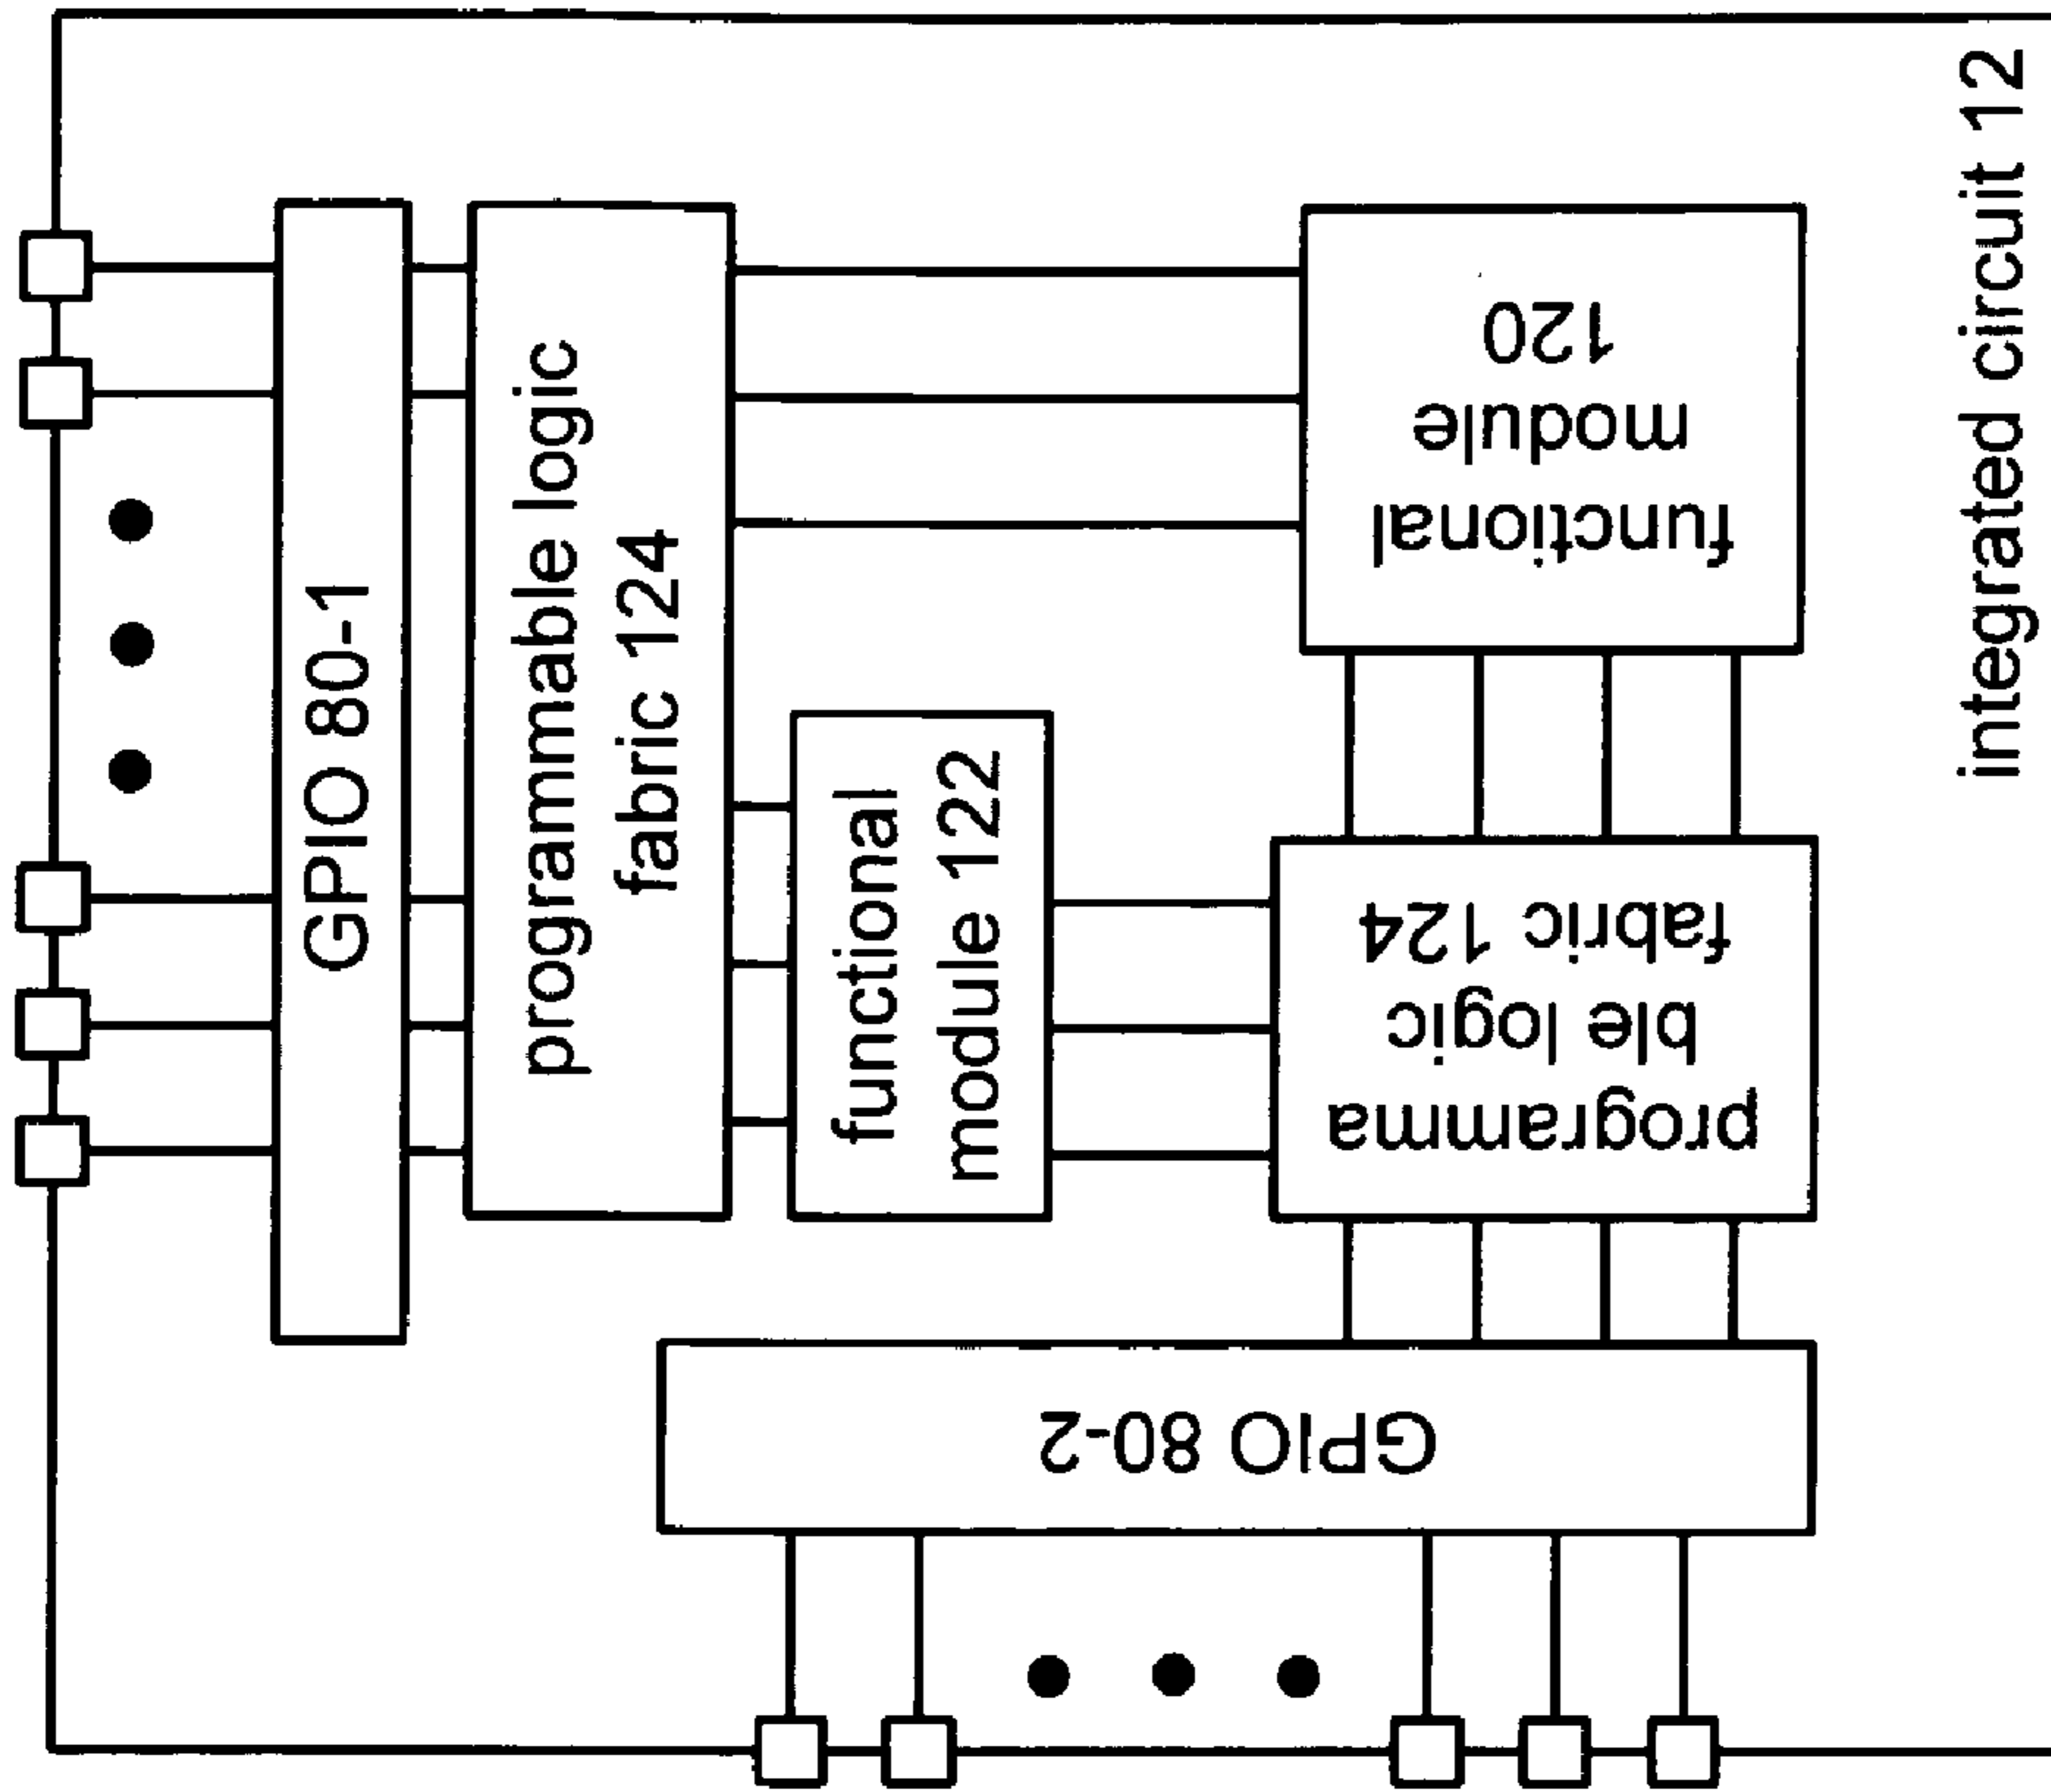 GPIO 80-1
programmable logic
fabric 124
functional
module 122
functional
module
120
programma
ble logic
fabric 124
GPIO 80-2
integrated circuit 12